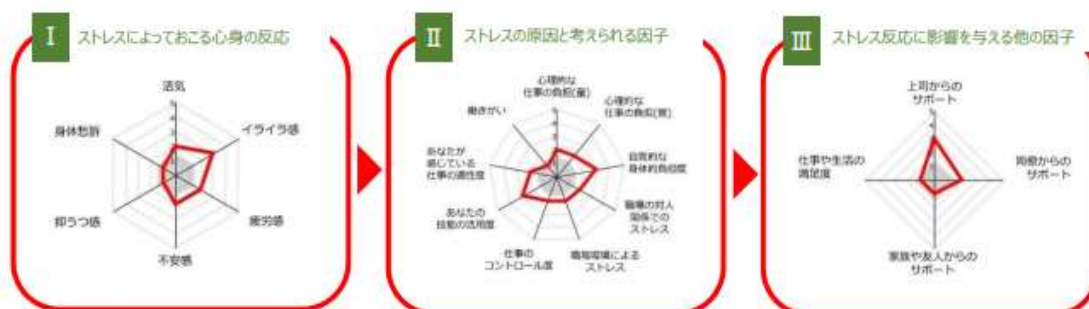 Ⅰ
ストレスによっておこる心身の反応
活気
イライラ感
疲労感
不安感
抑うつ感
身体愁訴
Ⅱ
ストレスの原因と考えられる因子
心理的な
仕事の負担(量)
心理的な
仕事の負担(質)
自覚的な
身体的負担度
職場の対人
関係での
ストレス
職場環境による
ストレス
仕事の
コントロール度
あなたの
技能の活用度
あなたが
感じている
仕事の適性度
働きがい
Ⅲ
ストレス反応に影響を与える他の因子
上司からの
サポート
同僚からの
サポート
家族や友人からの
サポート
仕事や生活の
満足度